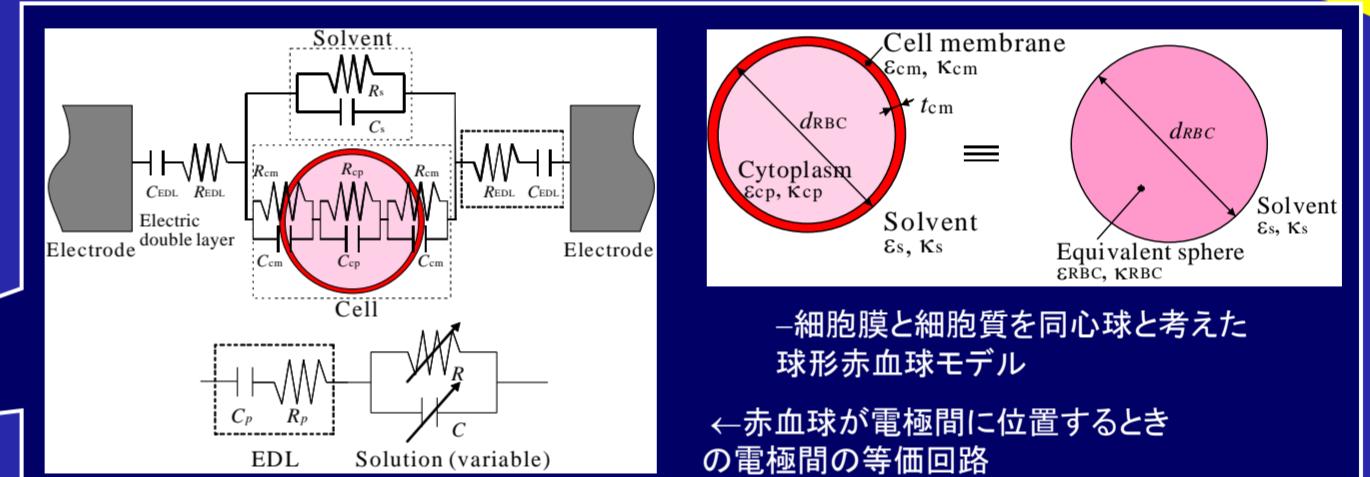 Solvent
Rs
Cs
CEDL REDL
Electric
double layer
Electrode
Rcm Rcp Rcm
Ccm Ccp Ccm
Cell
REDL CEDL
Electrode
Cp Rp
EDL
R
C
Solution (variable)
Cell membrane
εcm, κcm
tcm
dRBC
Cytoplasm
εcp, κcp
Solvent
εs, κs
≡
dRBC
Solvent
εs, κs
Equivalent sphere
εRBC, κRBC
–細胞膜と細胞質を同心球と考えた
球形赤血球モデル
←赤血球が電極間に位置するとき
の電極間の等価回路